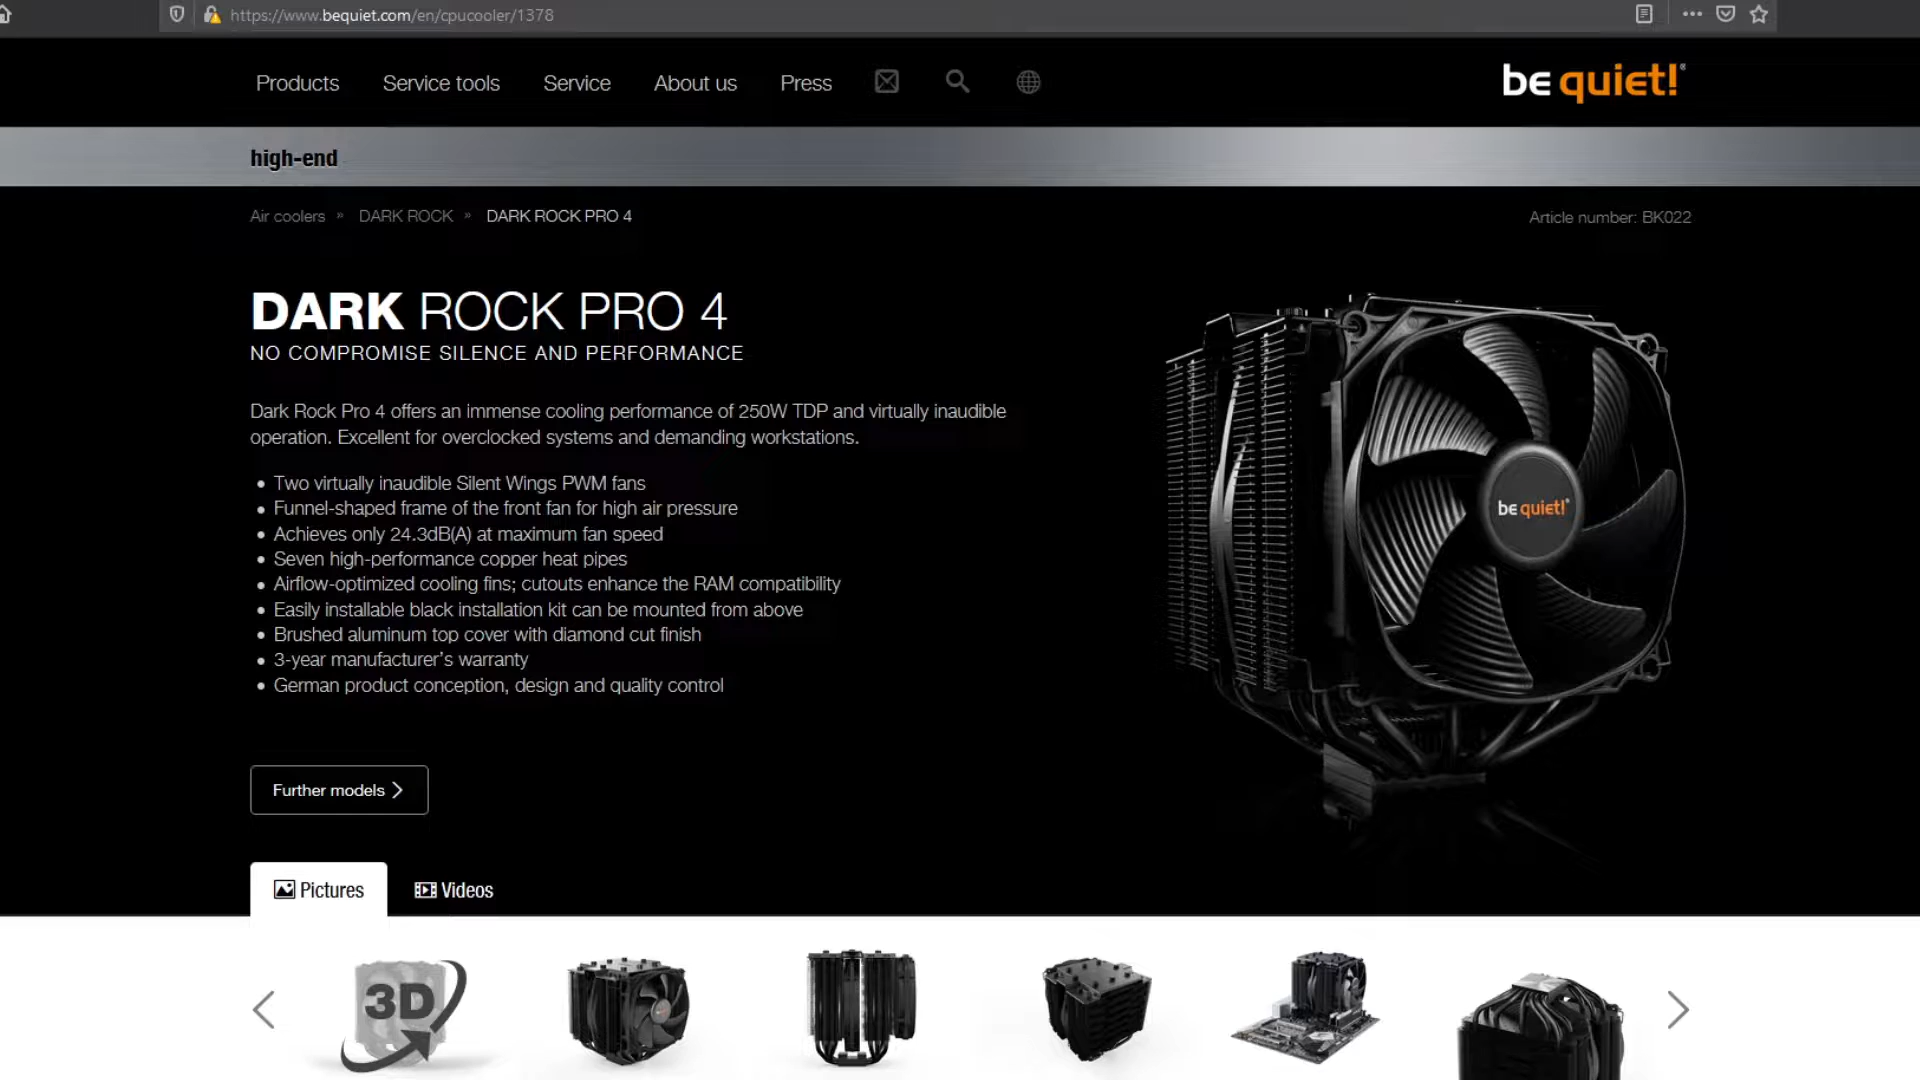 https://www.bequiet.com/en/cpucooler/1378
Products Service tools Service About us Press
be quiet!®
high-end
Air coolers » DARK ROCK » DARK ROCK PRO 4
Article number: BK022
DARK ROCK PRO 4
NO COMPROMISE SILENCE AND PERFORMANCE
Dark Rock Pro 4 offers an immense cooling performance of 250W TDP and virtually inaudible
operation. Excellent for overclocked systems and demanding workstations.
• Two virtually inaudible Silent Wings PWM fans
• Funnel-shaped frame of the front fan for high air pressure
• Achieves only 24.3dB(A) at maximum fan speed
• Seven high-performance copper heat pipes
• Airflow-optimized cooling fins; cutouts enhance the RAM compatibility
• Easily installable black installation kit can be mounted from above
• Brushed aluminum top cover with diamond cut finish
• 3-year manufacturer's warranty
• German product conception, design and quality control
be quiet!®
Further models
Pictures Videos
3D